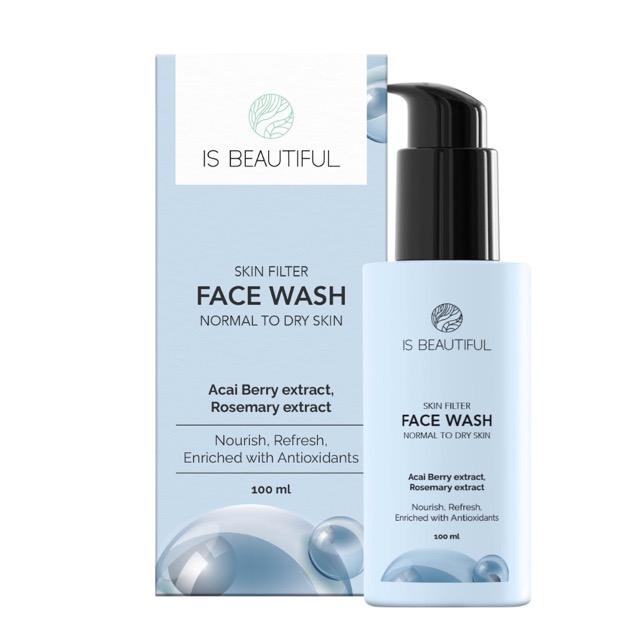 IS BEAUTIFUL
SKIN FILTER
FACE WASH
NORMAL TO DRY SKIN
Acai Berry extract,
Rosemary extract
Nourish, Refresh,
Enriched with Antioxidants
100 ml
IS BEAUTIFUL
SKIN FILTER
FACE WASH
NORMAL TO DRY SKIN
Acai Berry extract,
Rosemary extract
Nourish, Refresh,
Enriched with Antioxidants
100 ml